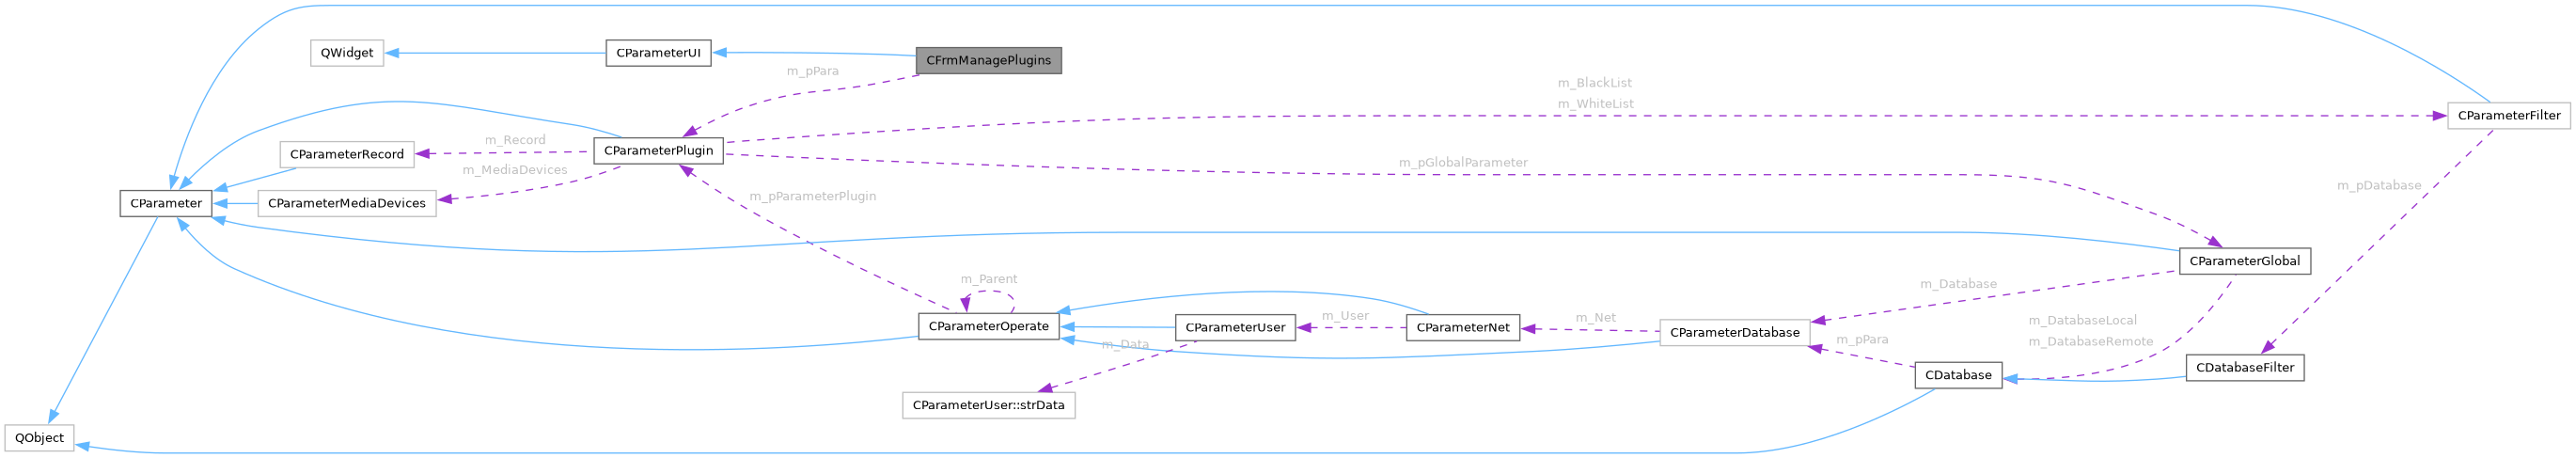 QWidget
CParameterUI
CFrmManagePlugins
m_pPara
m_BlackList
m_WhiteList
CParameterFilter
m_Record
CParameterRecord
CParameterPlugin
m_MediaDevices
m_pGlobalParameter
m_pDatabase
m_pParameterPlugin
CParameter
CParameterMediaDevices
CParameterGlobal
m_Parent
m_Database
CParameterOperate
CParameterUser
m_User
CParameterNet
m_Net
CParameterDatabase
m_DatabaseLocal
m_DatabaseRemote
m_Data
m_pPara
CDatabase
CDatabaseFilter
CParameterUser::strData
QObject